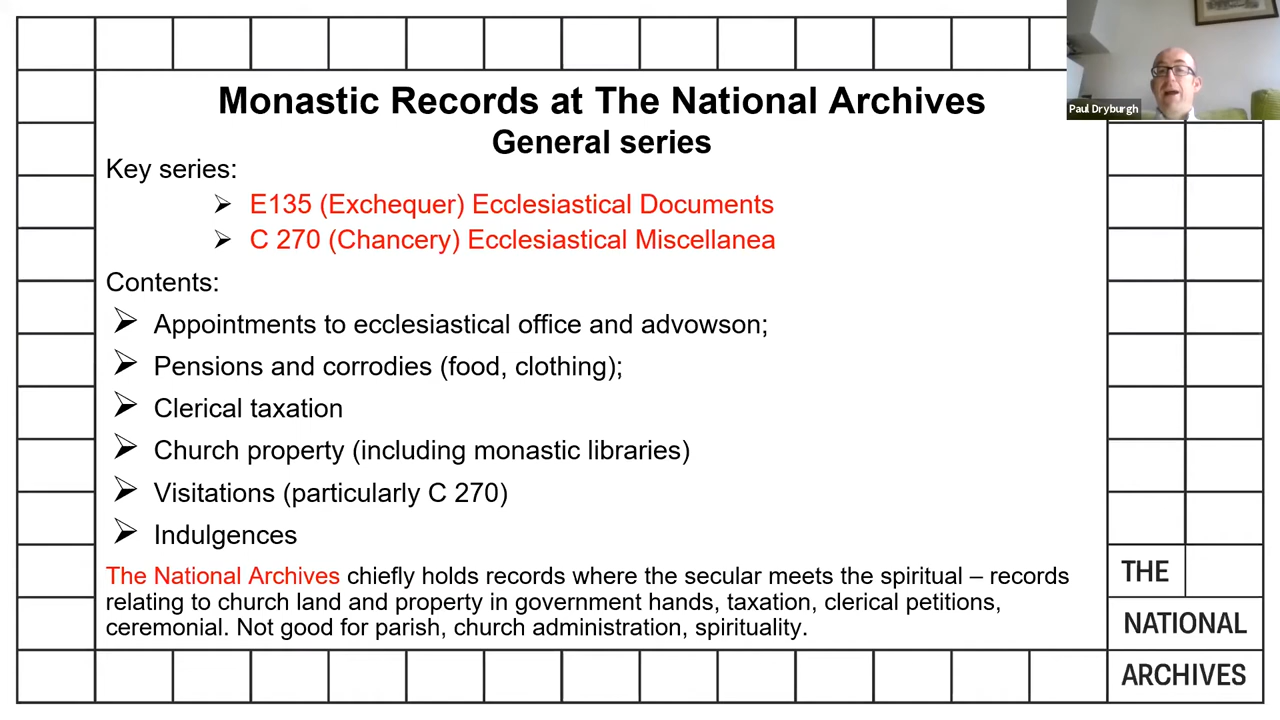 Monastic Records at The National Archives
General series
Key series:
➢ E135 (Exchequer) Ecclesiastical Documents
➢ C 270 (Chancery) Ecclesiastical Miscellanea
Contents:
➢ Appointments to ecclesiastical office and advowson;
➢ Pensions and corrodies (food, clothing);
➢ Clerical taxation
➢ Church property (including monastic libraries)
➢ Visitations (particularly C 270)
➢ Indulgences
The National Archives chiefly holds records where the secular meets the spiritual – records
relating to church land and property in government hands, taxation, clerical petitions,
ceremonial. Not good for parish, church administration, spirituality.
Paul Dryburgh
THE
NATIONAL
ARCHIVES